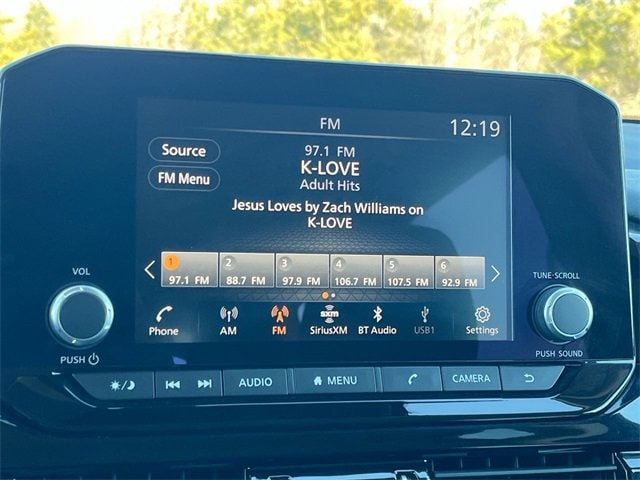 FM
12:19
Source
97.1 FM
K-LOVE
FM Menu
Adult Hits
Jesus Loves by Zach Williams on
K-LOVE
1 2 3 4 5 6
97.1 FM 88.7 FM 97.9 FM 106.7 FM 107.5 FM 92.9 FM
VOL
TUNE·SCROLL
sxm
Phone AM FM SiriusXM BT Audio USB1 Settings
PUSH
PUSH SOUND
AUDIO MENU CAMERA